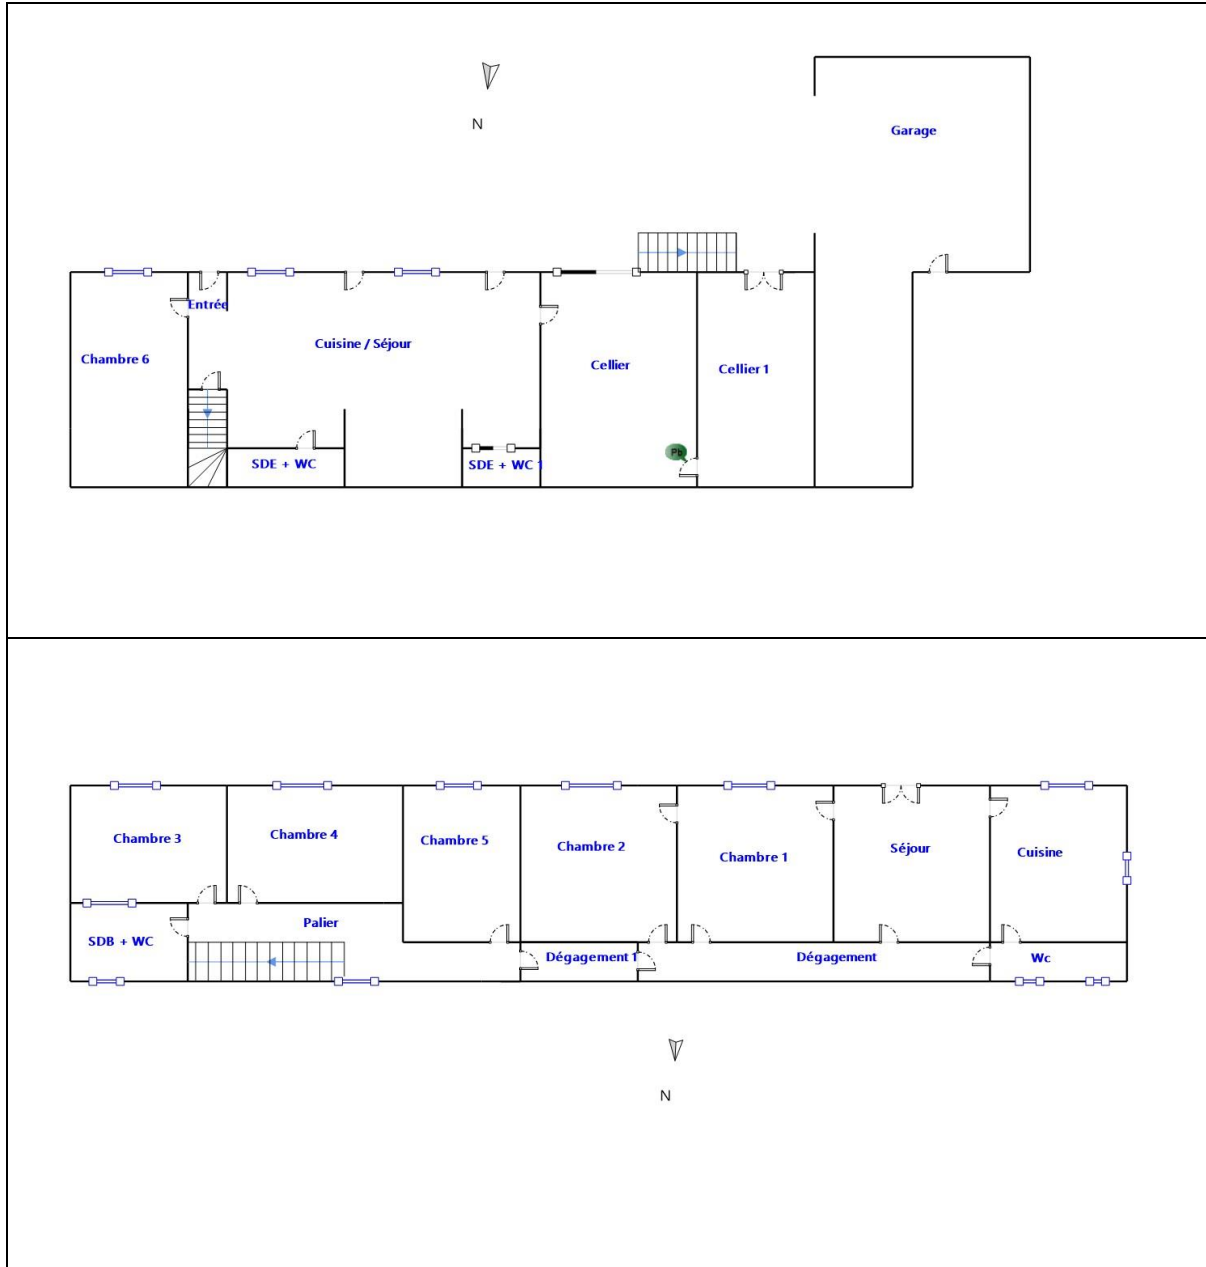 N
Garage
Entrée
Cuisine / Séjour
Chambre 6
Cellier
Cellier 1
Pb
SDE + WC
SDE + WC 1
Chambre 3
Chambre 4
Chambre 5
Chambre 2
Chambre 1
Séjour
Cuisine
Palier
SDB + WC
Dégagement 1
Dégagement
Wc
N